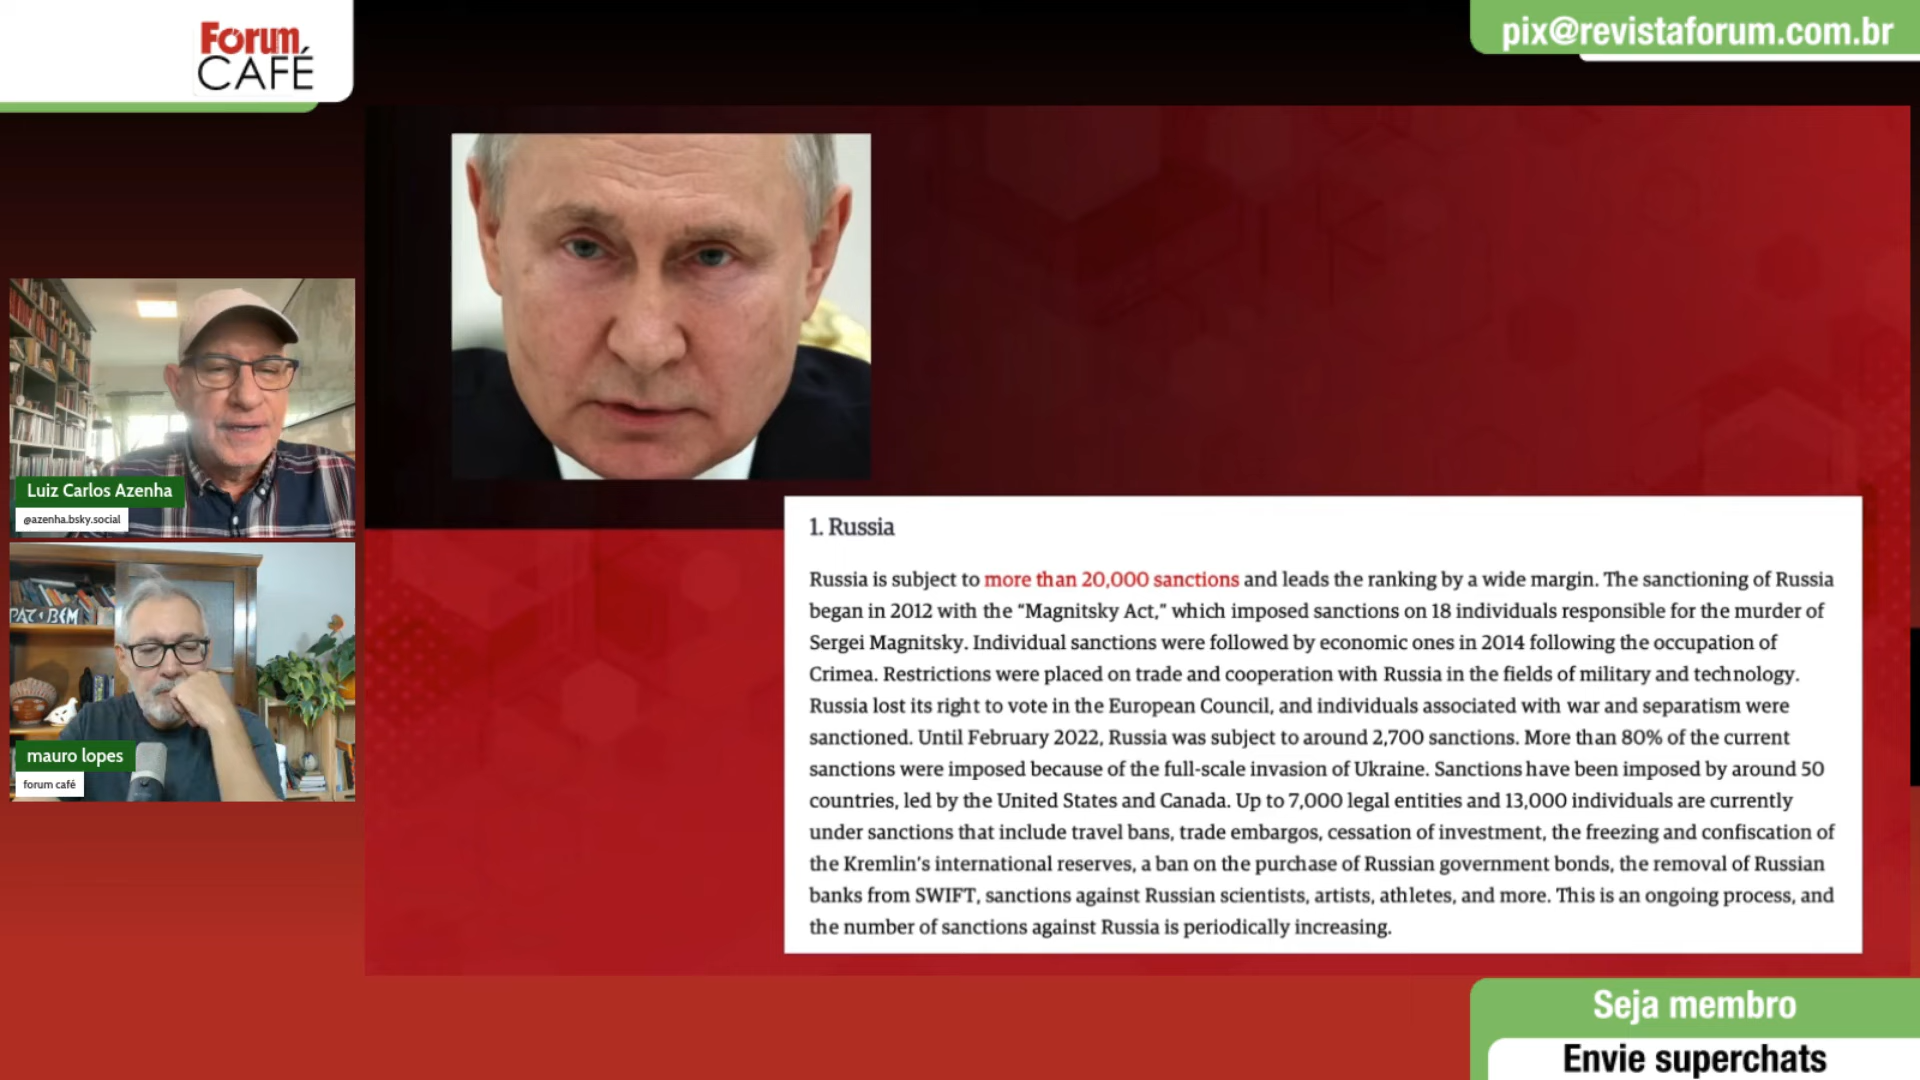 Forum
CAFÉ
pix@revistaforum.com.br
Luiz Carlos Azenha
@azenha.bsky.social
PAZ E BEM
mauro lopes
forum café
1. Russia
Russia is subject to more than 20,000 sanctions and leads the ranking by a wide margin. The sanctioning of Russia
began in 2012 with the “Magnitsky Act,” which imposed sanctions on 18 individuals responsible for the murder of
Sergei Magnitsky. Individual sanctions were followed by economic ones in 2014 following the occupation of
Crimea. Restrictions were placed on trade and cooperation with Russia in the fields of military and technology.
Russia lost its right to vote in the European Council, and individuals associated with war and separatism were
sanctioned. Until February 2022, Russia was subject to around 2,700 sanctions. More than 80% of the current
sanctions were imposed because of the full-scale invasion of Ukraine. Sanctions have been imposed by around 50
countries, led by the United States and Canada. Up to 7,000 legal entities and 13,000 individuals are currently
under sanctions that include travel bans, trade embargos, cessation of investment, the freezing and confiscation of
the Kremlin’s international reserves, a ban on the purchase of Russian government bonds, the removal of Russian
banks from SWIFT, sanctions against Russian scientists, artists, athletes, and more. This is an ongoing process, and
the number of sanctions against Russia is periodically increasing.
Seja membro
Envie superchats